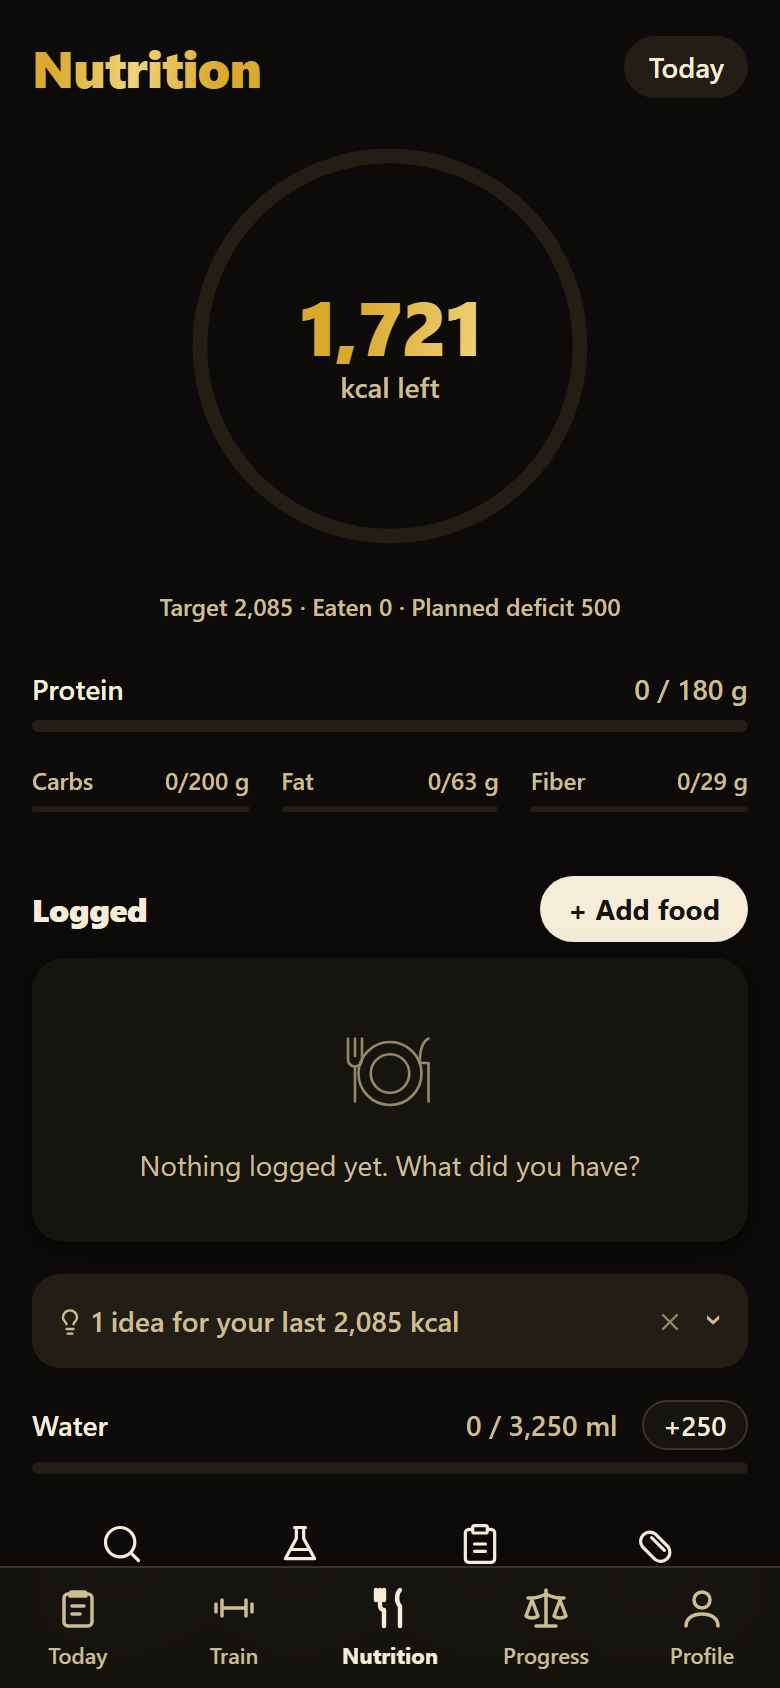 Nutrition
Today
1,721
kcal left
Target 2,085 · Eaten 0 · Planned deficit 500
Protein 0 / 180 g
Carbs 0/200 g Fat 0/63 g Fiber 0/29 g
Logged
+ Add food
Nothing logged yet. What did you have?
1 idea for your last 2,085 kcal
Water 0 / 3,250 ml +250
Today Train Nutrition Progress Profile